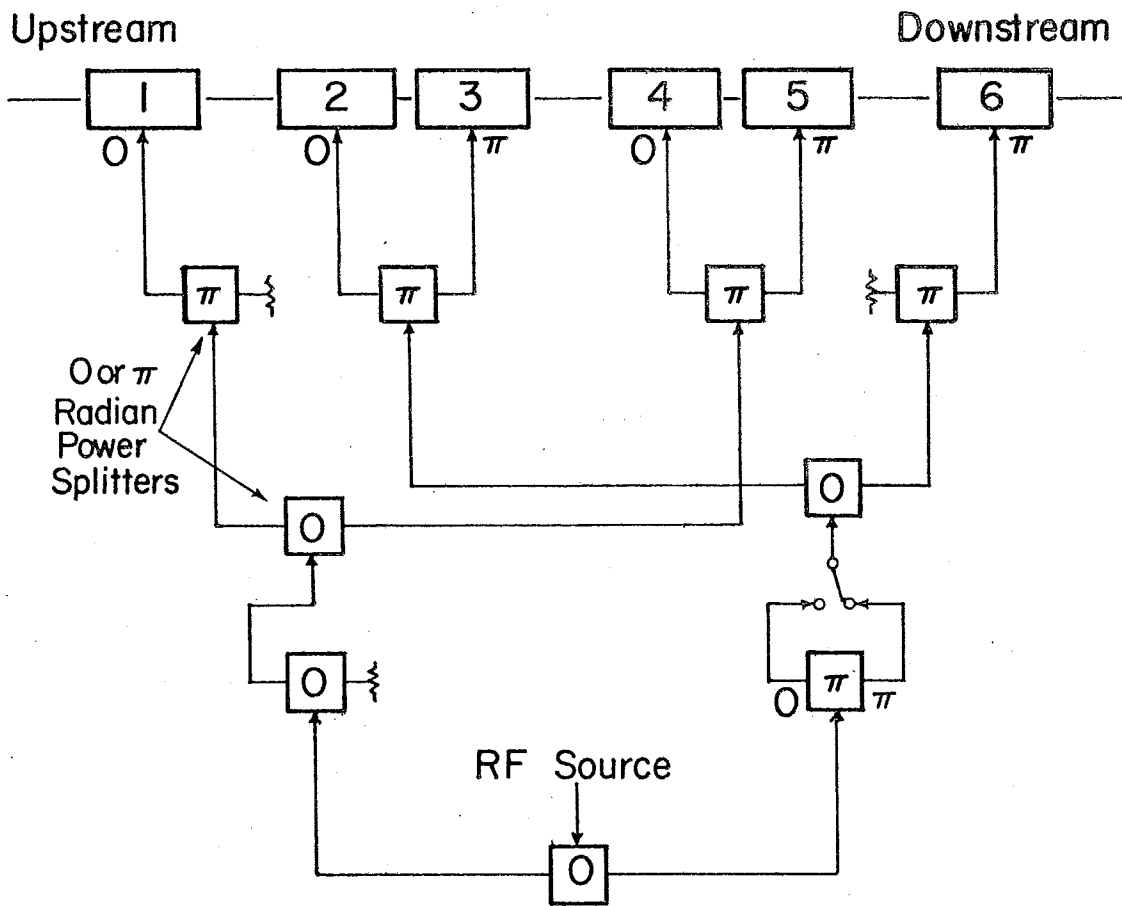 Upstream
Downstream
1 2 3 4 5 6
0 0 π 0 π π
π π π π
0 or π
Radian
Power
Splitters
0
0
0
0 π π
RF Source
0